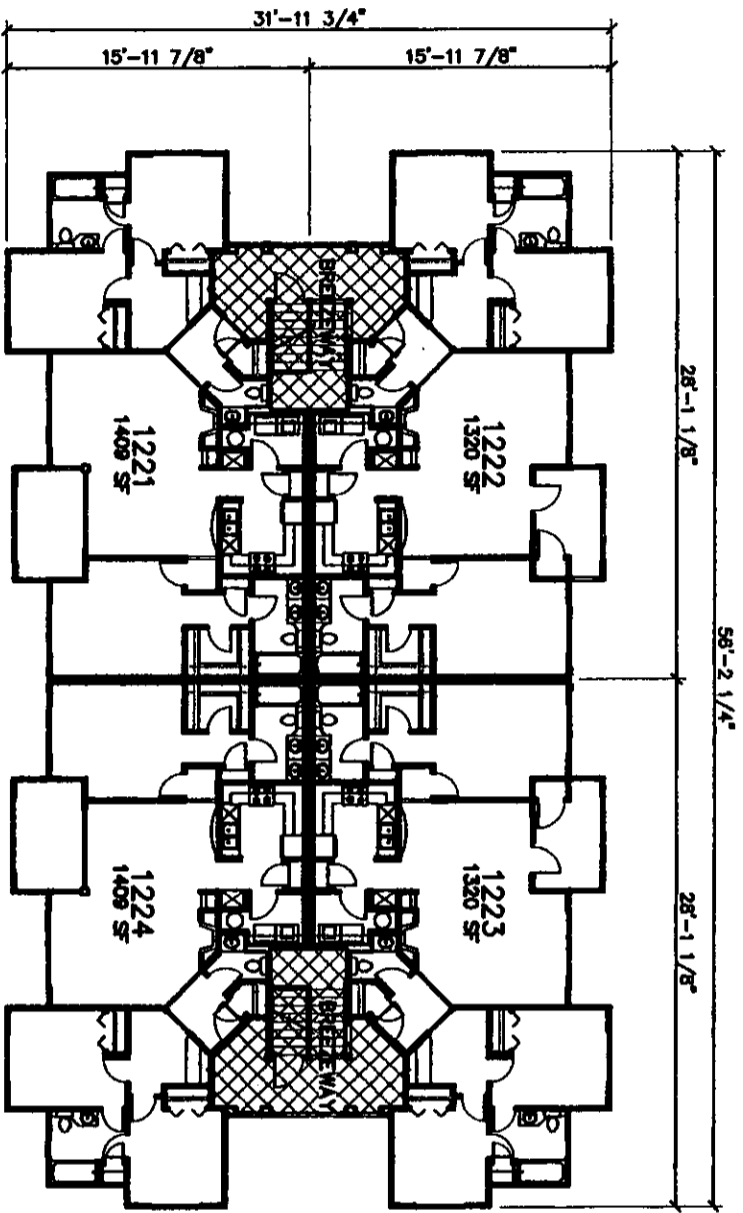 31'-11 3/4"
15'-11 7/8"
15'-11 7/8"
BREEZEWAY
28'-1 1/8"
56'-2 1/4"
1221
1409 SF
1222
1320 SF
1224
1409 SF
1223
1320 SF
28'-1 1/8"
BREEZEWAY